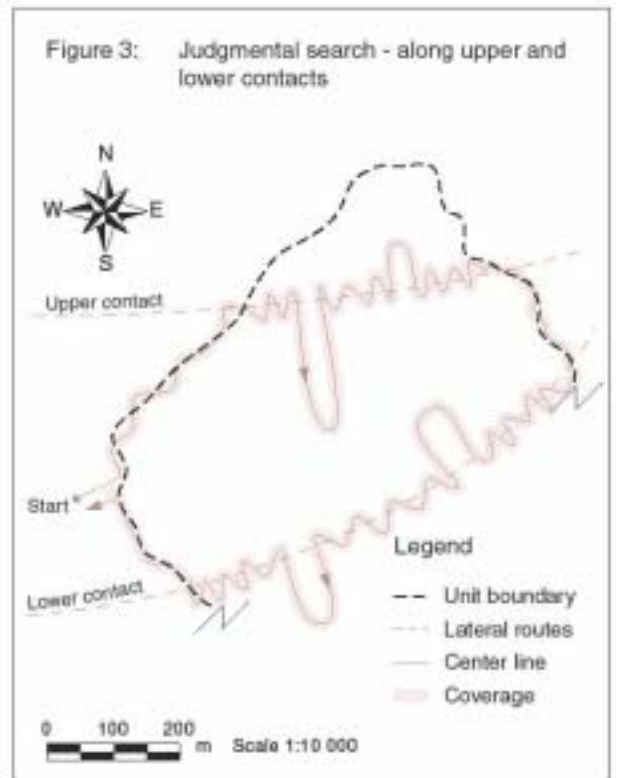 Figure 3: Judgmental search - along upper and
lower contacts
N
W E
S
Upper contact
Start
Lower contact
Legend
Unit boundary
Lateral routes
Center line
Coverage
0 100 200
m Scale 1:10 000